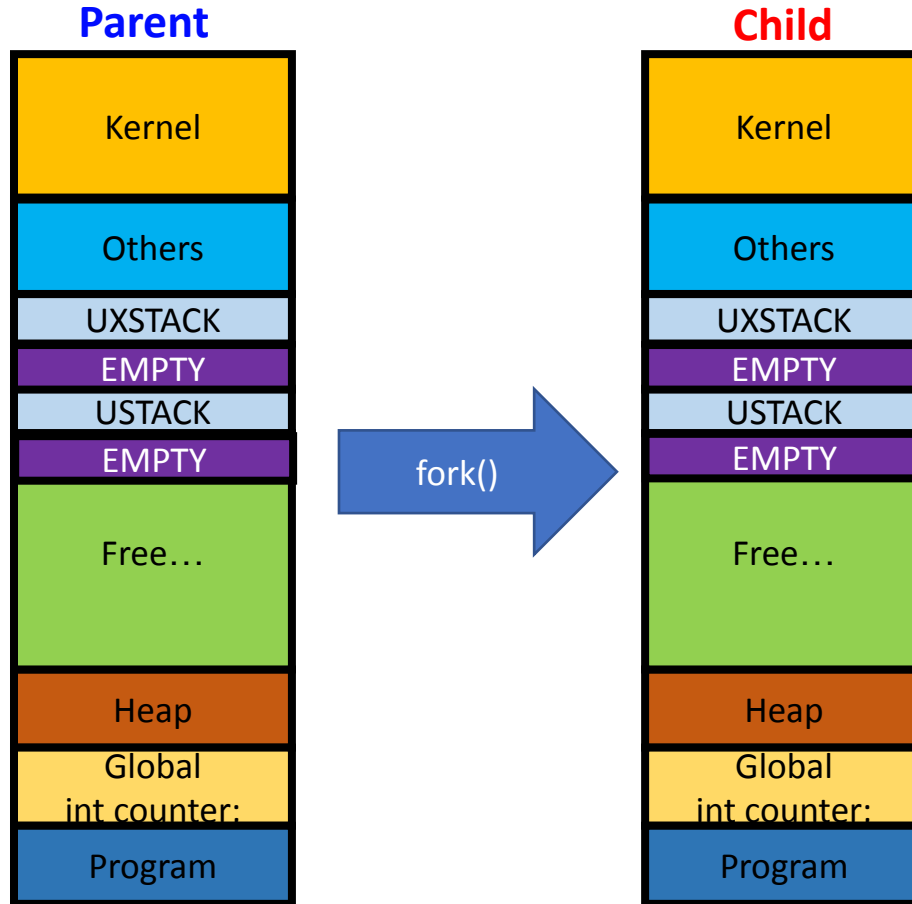 Parent
Kernel
Others
UXSTACK
EMPTY
USTACK
EMPTY
Free...
Heap
Global
int counter:
Program
fork()
Child
Kernel
Others
UXSTACK
EMPTY
USTACK
EMPTY
Free...
Heap
Global
int counter:
Program